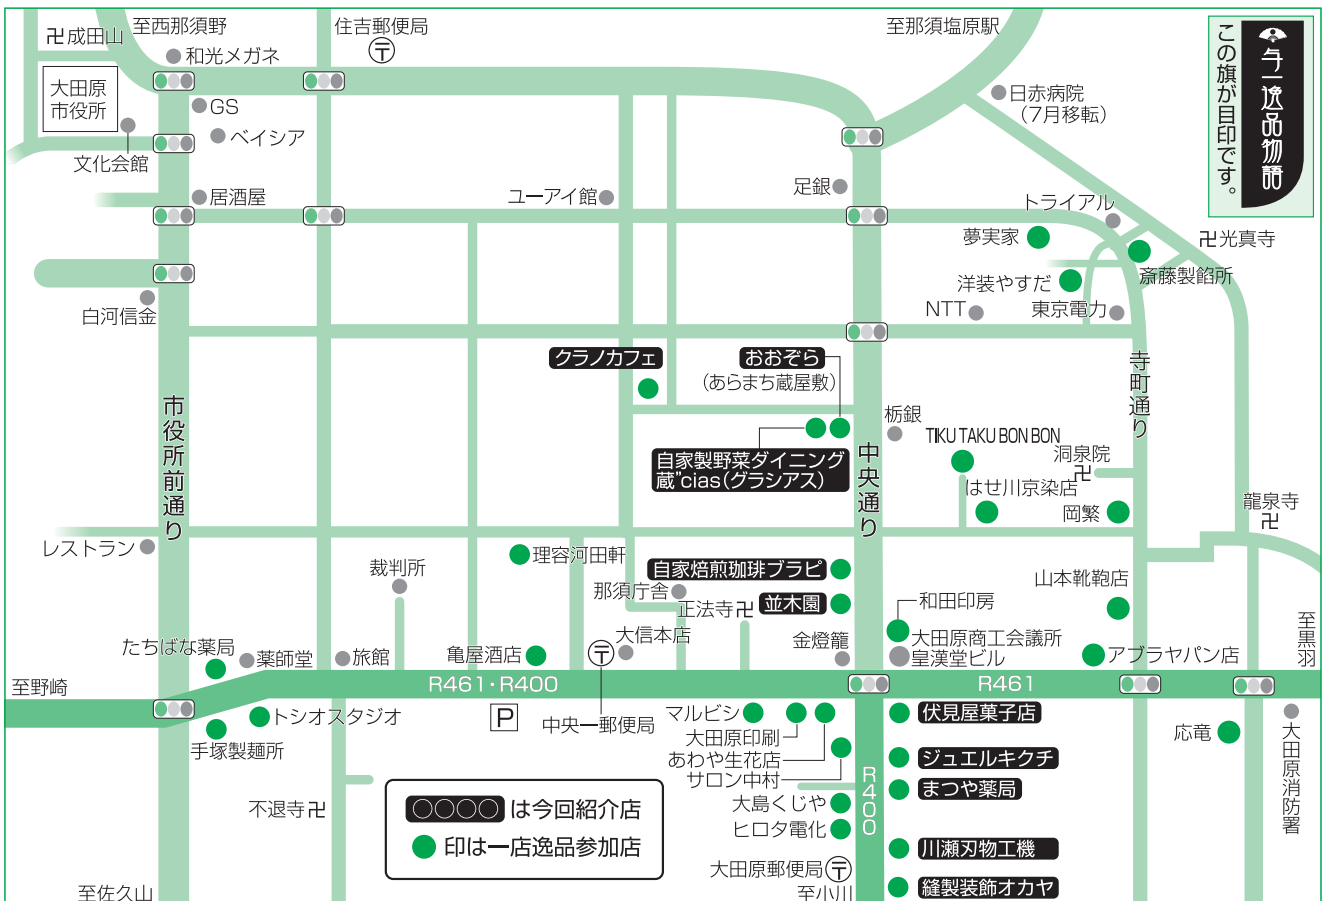 至西那須野
住吉郵便局
至那須塩原駅
卍成田山
和光メガネ
〒
大田原
市役所
GS
ベイシア
文化会館
日赤病院
(7月移転)
与一逸品物語
この旗が目印です。
居酒屋
ユーアイ館
足銀
トライアル
夢実家
卍光真寺
斎藤製餡所
洋装やすだ
白河信金
NTT
東京電力
クラノカフェ
おおぞら
(あらまち蔵屋敷)
寺町通り
市役所前通り
中央通り
栃銀
TIKU TAKU BON BON
自家製野菜ダイニング
蔵”cias(グラシアス)
洞泉院
卍
はせ川京染店
岡繁
龍泉寺
卍
レストラン
理容河田軒
裁判所
自家焙煎珈琲ブラピ
那須庁舎
正法寺卍
並木園
和田印房
山本靴鞄店
至黒羽
たちばな薬局
薬師堂
旅館
亀屋酒店
〒
大信本店
金燈籠
大田原商工会議所
皇漢堂ビル
アブラヤパン店
至野崎
R461・R400
R461
トシオスタジオ
手塚製麺所
P
中央一郵便局
マルビシ
大田原印刷
あわや生花店
サロン中村
伏見屋菓子店
応竜
大田原消防署
ジュエルキクチ
まつや薬局
R400
不退寺卍
○○○○は今回紹介店
印は一店逸品参加店
大島くじや
ヒロタ電化
川瀬刃物工機
大田原郵便局〒
縫製装飾オカヤ
至佐久山
至小川